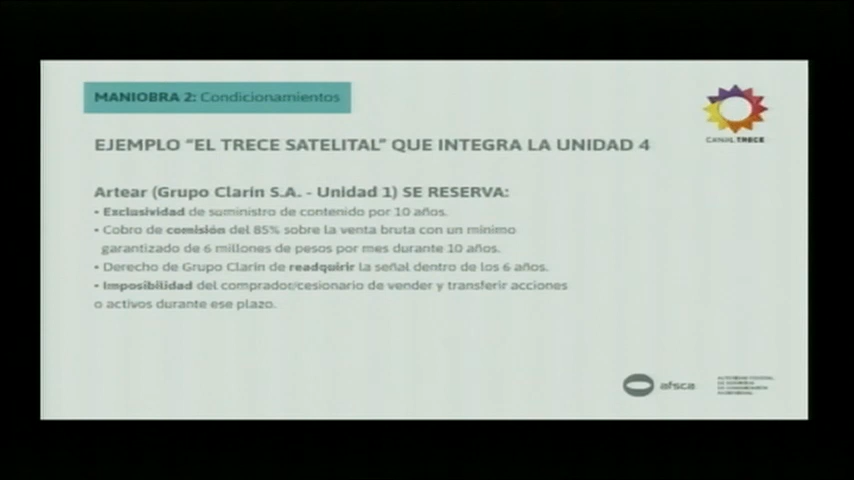 MANIOBRA 2: Condicionamientos
CANAL TRECE
EJEMPLO "EL TRECE SATELITAL" QUE INTEGRA LA UNIDAD 4
Artear (Grupo Clarín S.A. - Unidad 1) SE RESERVA:
• Exclusividad de suministro de contenido por 10 años.
• Cobro de comisión del 85% sobre la venta bruta con un mínimo
garantizado de 6 millones de pesos por mes durante 10 años.
• Derecho de Grupo Clarín de readquirir la señal dentro de los 6 años.
• Imposibilidad del comprador/cesionario de vender y transferir acciones
o activos durante ese plazo.
afsca